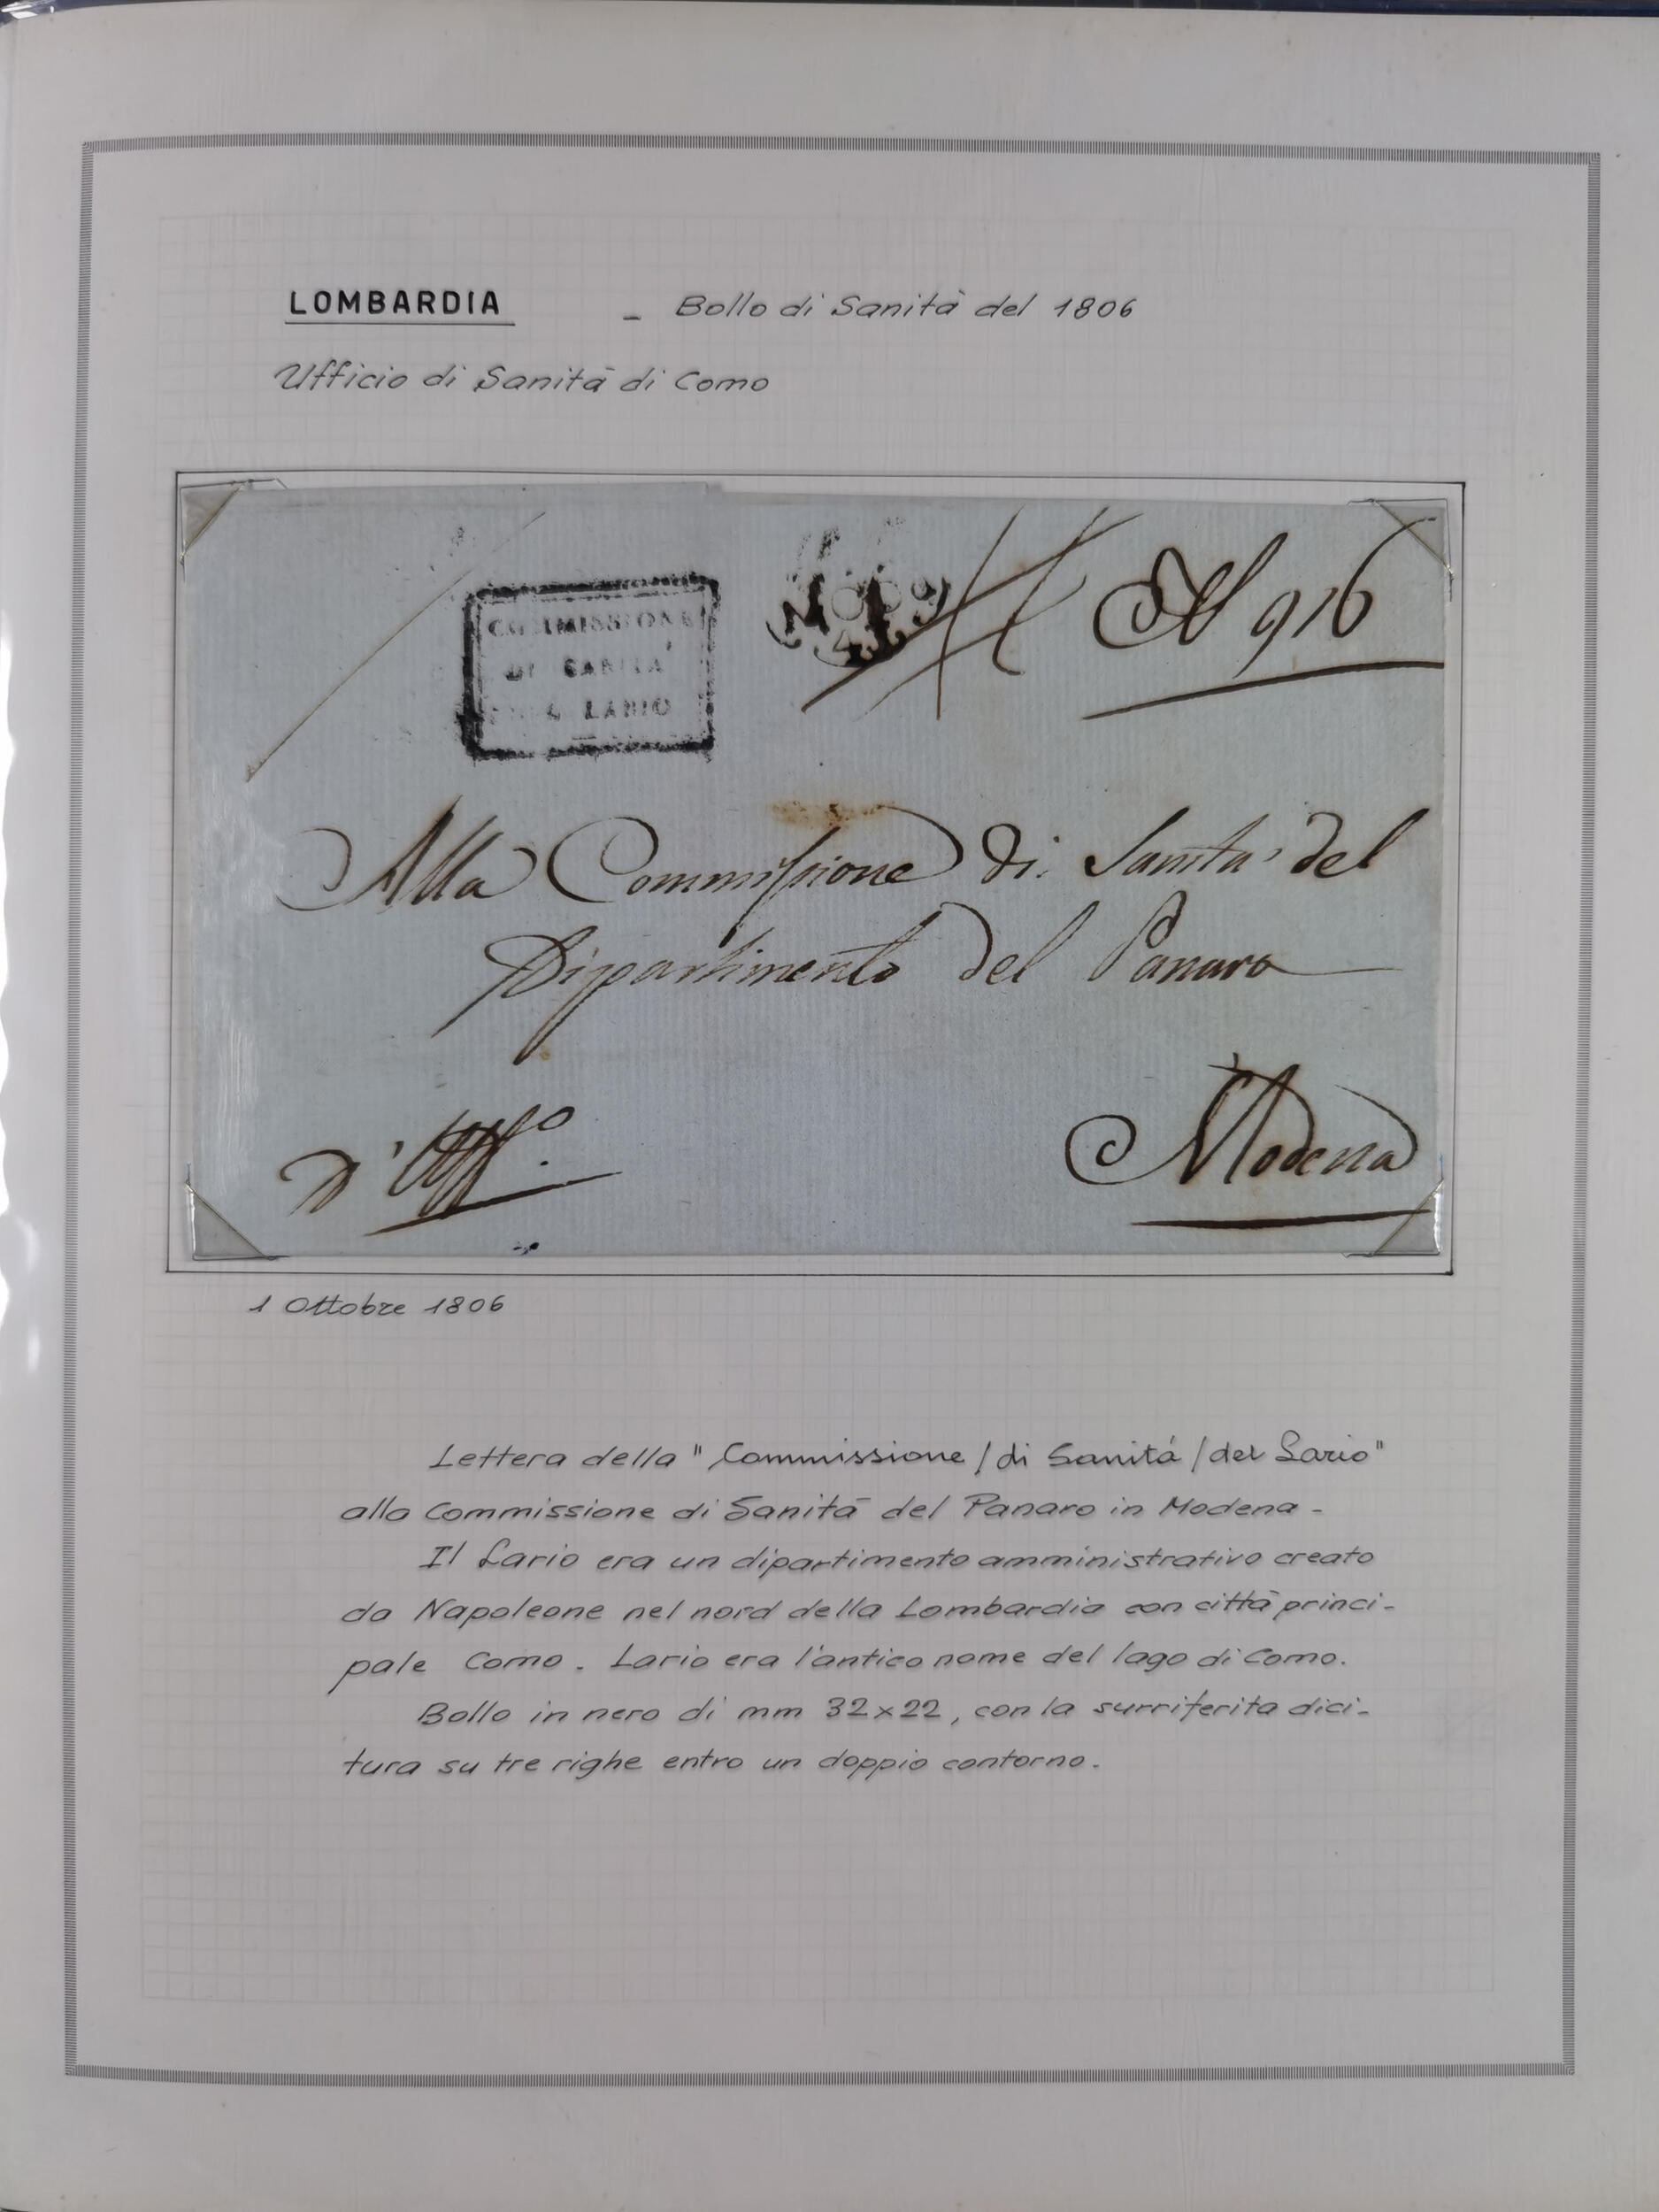 LOMBARDIA - Bollo di Sanità del 1806
Ufficio di Sanità di Como
COMMISSIONE
DI SANITA'
DEL LARIO
N 916
Alla Commissione di Sanita' del
Dipartimento del Panaro
D'Uffo.
Modena
1 Ottobre 1806
Lettera della "Commissione/di Sanitá/del Lario"
alla Commissione di Sanità del Panaro in Modena -
Il Lario era un dipartimento amministrativo creato
da Napoleone nel nord della Lombardia con città princi-
pale Como. Lario era l'antico nome del lago di Como.
Bollo in nero di mm 32x22, con la surriferita dici-
tura su tre righe entro un doppio contorno.